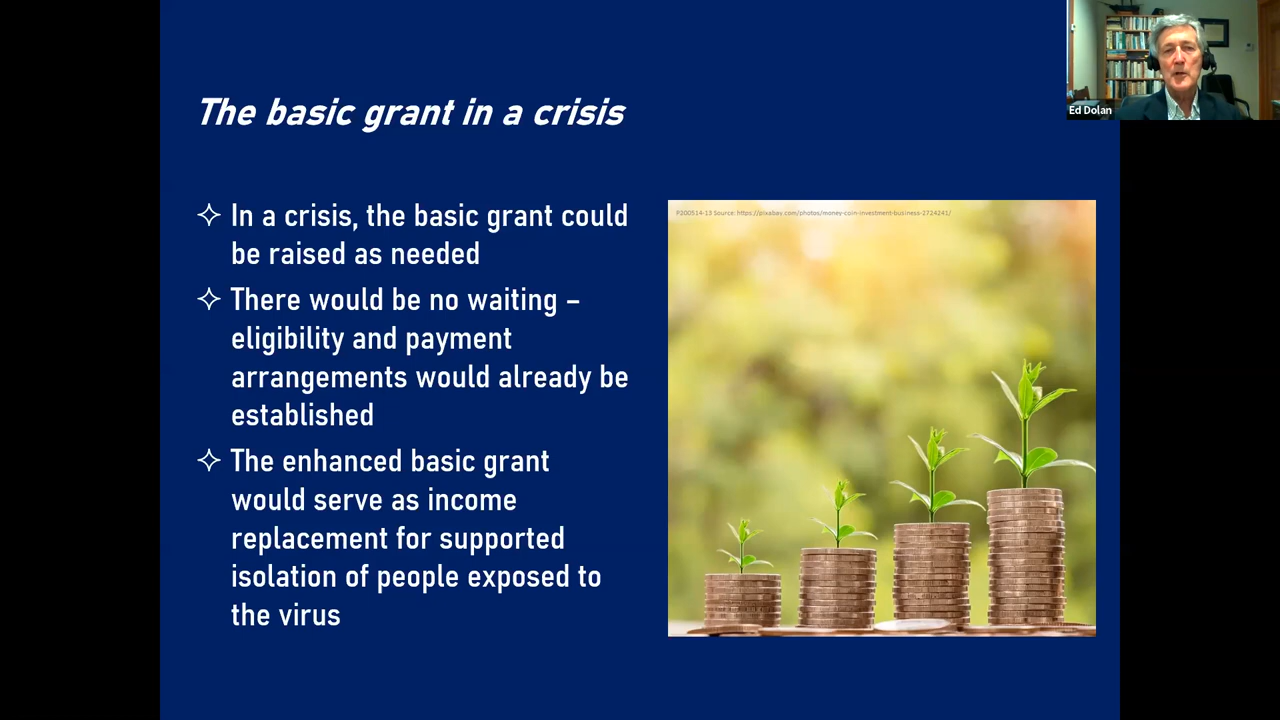 The basic grant in a crisis
✧ In a crisis, the basic grant could
be raised as needed
✧ There would be no waiting –
eligibility and payment
arrangements would already be
established
✧ The enhanced basic grant
would serve as income
replacement for supported
isolation of people exposed to
the virus
P200514-13 Source: https://pixabay.com/photos/money-coin-investment-business-2724241/
Ed Dolan